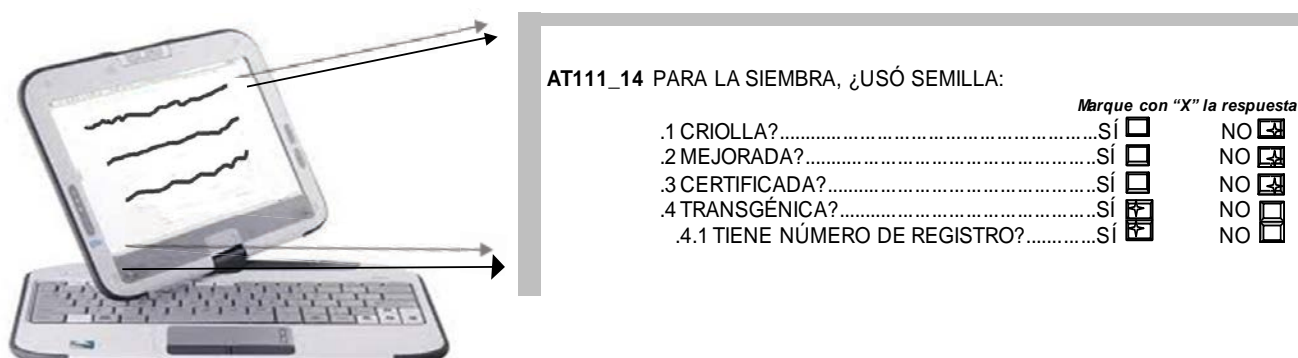 AT111_14 PARA LA SIEMBRA, ¿USÓ SEMILLA:
Marque con “X” la respuesta
.1 CRIOLLA?................................................SÍ NO
.2 MEJORADA?................................................SÍ NO
.3 CERTIFICADA?................................................SÍ NO
.4 TRANSGÉNICA?................................................SÍ NO
.4.1 TIENE NÚMERO DE REGISTRO?............SÍ NO